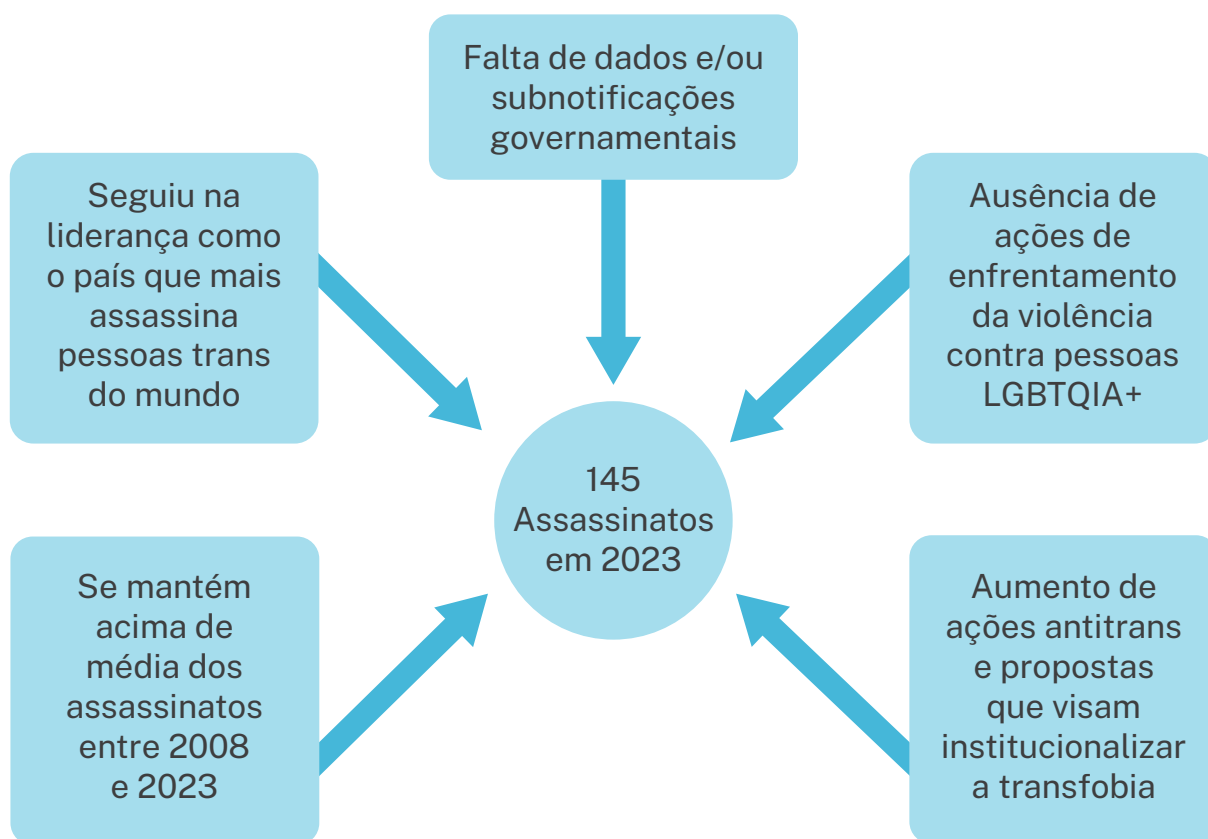 Falta de dados e/ou
subnotificações
governamentais
Seguiu na
liderança como
o país que mais
assassina
pessoas trans
do mundo
Ausência de
ações de
enfrentamento
da violência
contra pessoas
LGBTQIA+
145
Assassinatos
em 2023
Se mantém
acima de
média dos
assassinatos
entre 2008
e 2023
Aumento de
ações antitrans
e propostas
que visam
institucionalizar
a transfobia